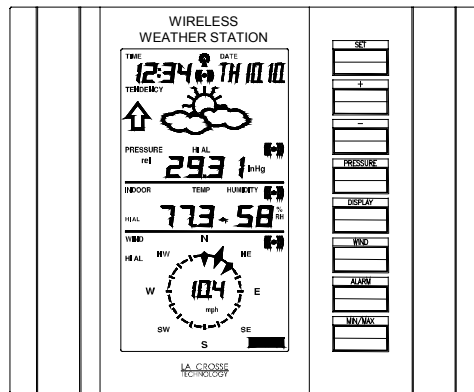 WIRELESS
WEATHER STATION
TIME DATE
12:34 TH 10.10.
TENDENCY
PRESSURE HI AL
rel 29.31 inHg
INDOOR TEMP HUMIDITY
HI AL 77.3 °F 58 % RH
WIND N
HI AL NW NE
W 10.4 E
mph
SW SE
S
LA CROSSE
TECHNOLOGY
SET
+
-
PRESSURE
DISPLAY
WIND
ALARM
MIN/MAX